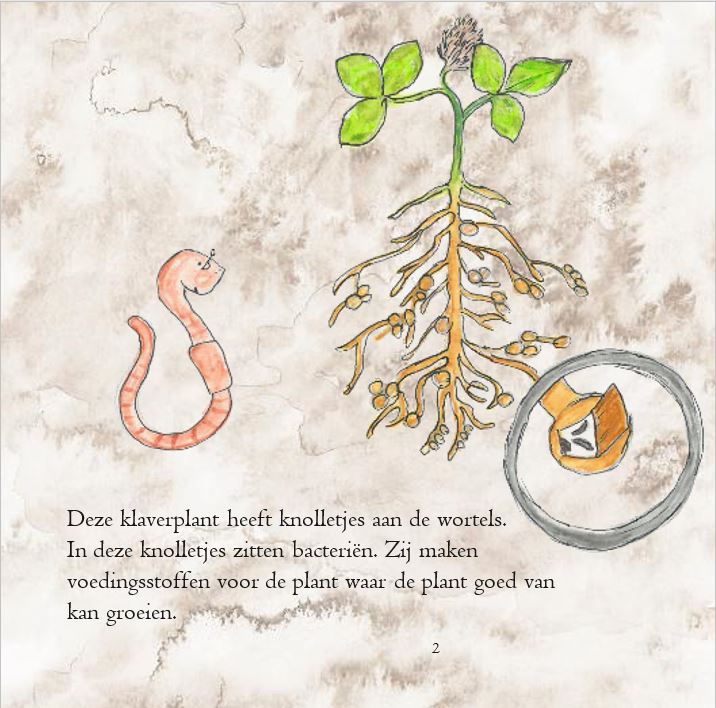 Deze klaverplant heeft knolletjes aan de wortels.
In deze knolletjes zitten bacteriën. Zij maken
voedingsstoffen voor de plant waar de plant goed van
kan groeien.
2